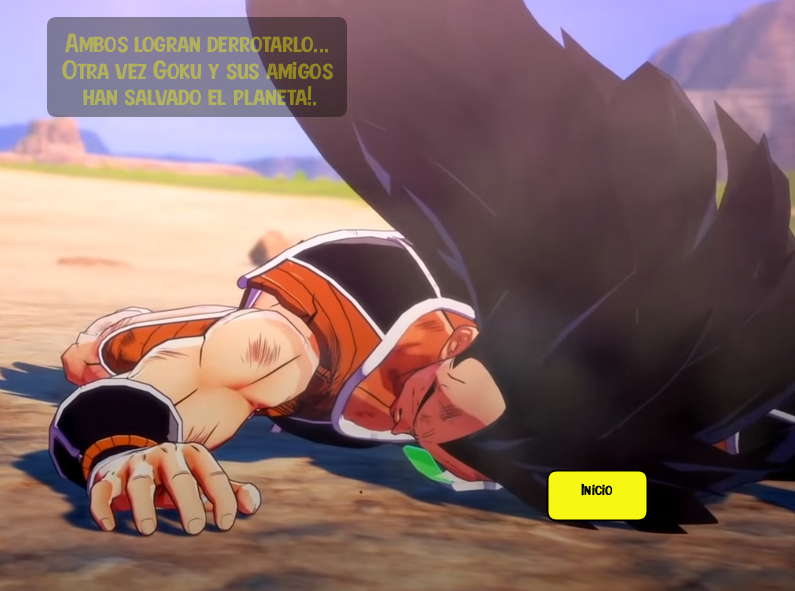 Ambos logran derrotarlo...
Otra vez Goku y sus amigos
han salvado el planeta!.
Inicio